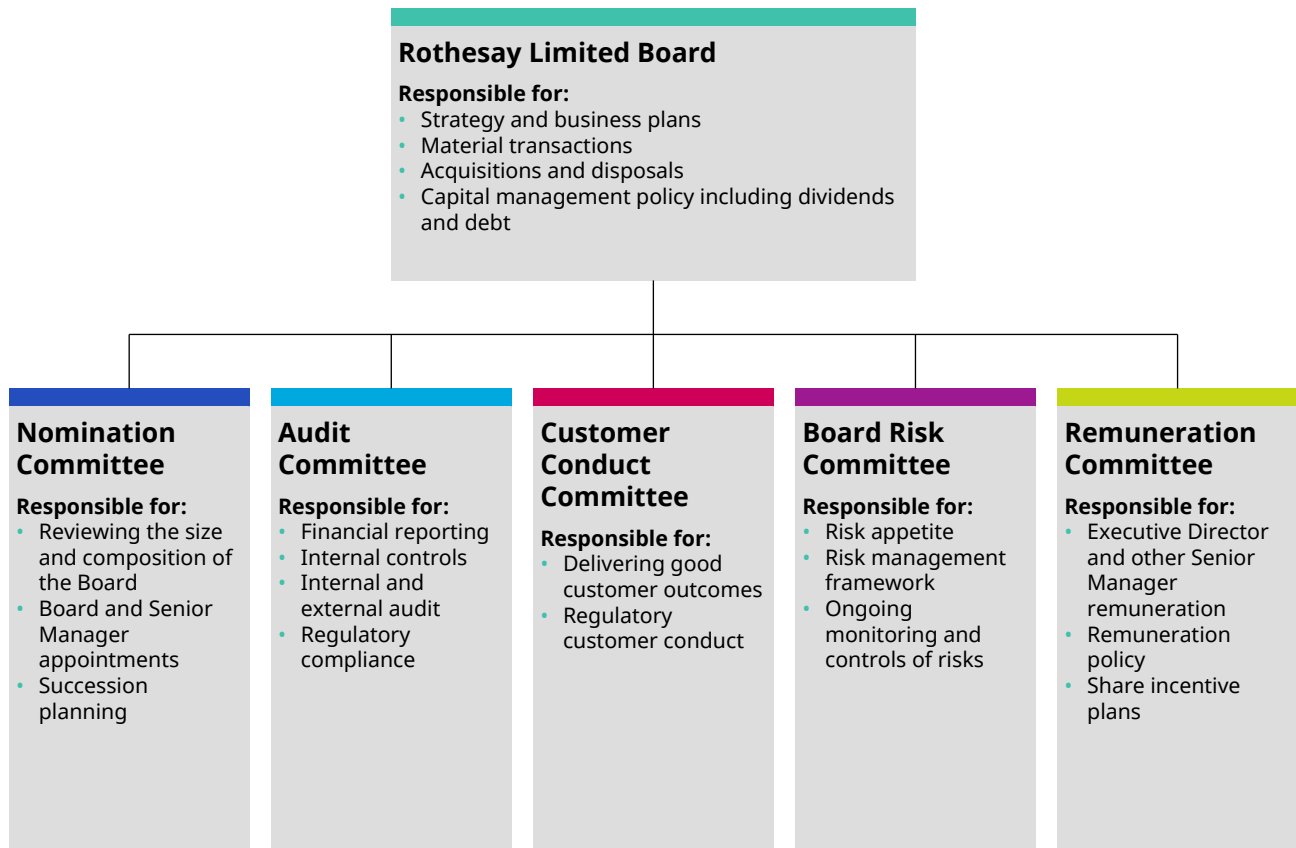 Rothesay Limited Board
Responsible for:
• Strategy and business plans
• Material transactions
• Acquisitions and disposals
• Capital management policy including dividends
and debt
Nomination
Committee
Responsible for:
• Reviewing the size
and composition of
the Board
• Board and Senior
Manager
appointments
• Succession
planning
Audit
Committee
Responsible for:
• Financial reporting
• Internal controls
• Internal and
external audit
• Regulatory
compliance
Customer
Conduct
Committee
Responsible for:
• Delivering good
customer outcomes
• Regulatory
customer conduct
Board Risk
Committee
Responsible for:
• Risk appetite
• Risk management
framework
• Ongoing
monitoring and
controls of risks
Remuneration
Committee
Responsible for:
• Executive Director
and other Senior
Manager
remuneration
• Remuneration
policy
• Share incentive
plans